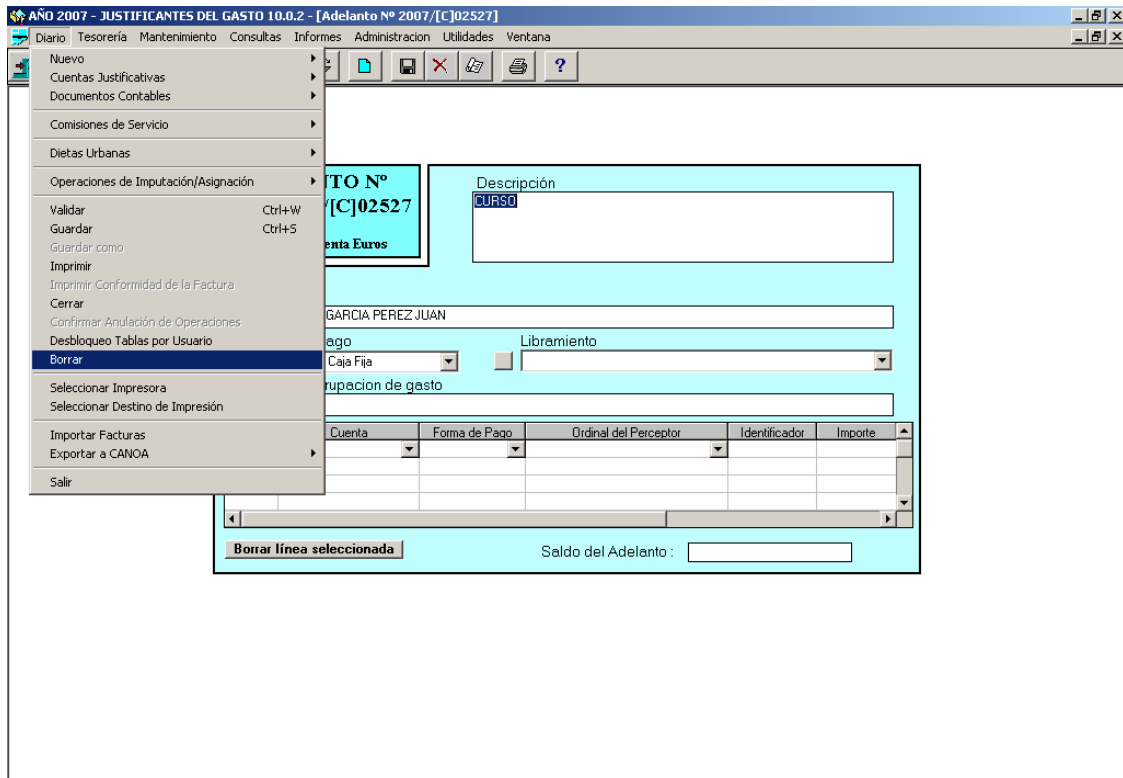 AÑO 2007 - JUSTIFICANTES DEL GASTO 10.0.2 - [Adelanto Nº 2007/[C]02527]
Diario Tesorería Mantenimiento Consultas Informes Administracion Utilidades Ventana
?
Nuevo
Cuentas Justificativas
Documentos Contables
Comisiones de Servicio
Dietas Urbanas
Operaciones de Imputación/Asignación
Validar Ctrl+W
Guardar Ctrl+S
Guardar como
Imprimir
Imprimir Conformidad de la Factura
Cerrar
Confirmar Anulación de Operaciones
Desbloqueo Tablas por Usuario
Borrar
Seleccionar Impresora
Seleccionar Destino de Impresión
Importar Facturas
Exportar a CANOA
Salir
TO Nº
/[C]02527
enta Euros
Descripción
CURSO
GARCIA PEREZ JUAN
ago Libramiento
Caja Fija
rupacion de gasto
Cuenta Forma de Pago Ordinal del Perceptor Identificador Importe
Borrar línea seleccionada Saldo del Adelanto :